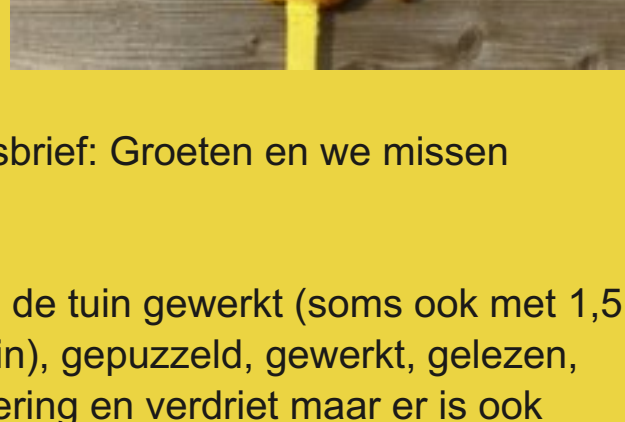 sbrief: Groeten en we missen
de tuin gewerkt (soms ook met 1,5
in), gepuzzeld, gewerkt, gelezen,
ering en verdriet maar er is ook